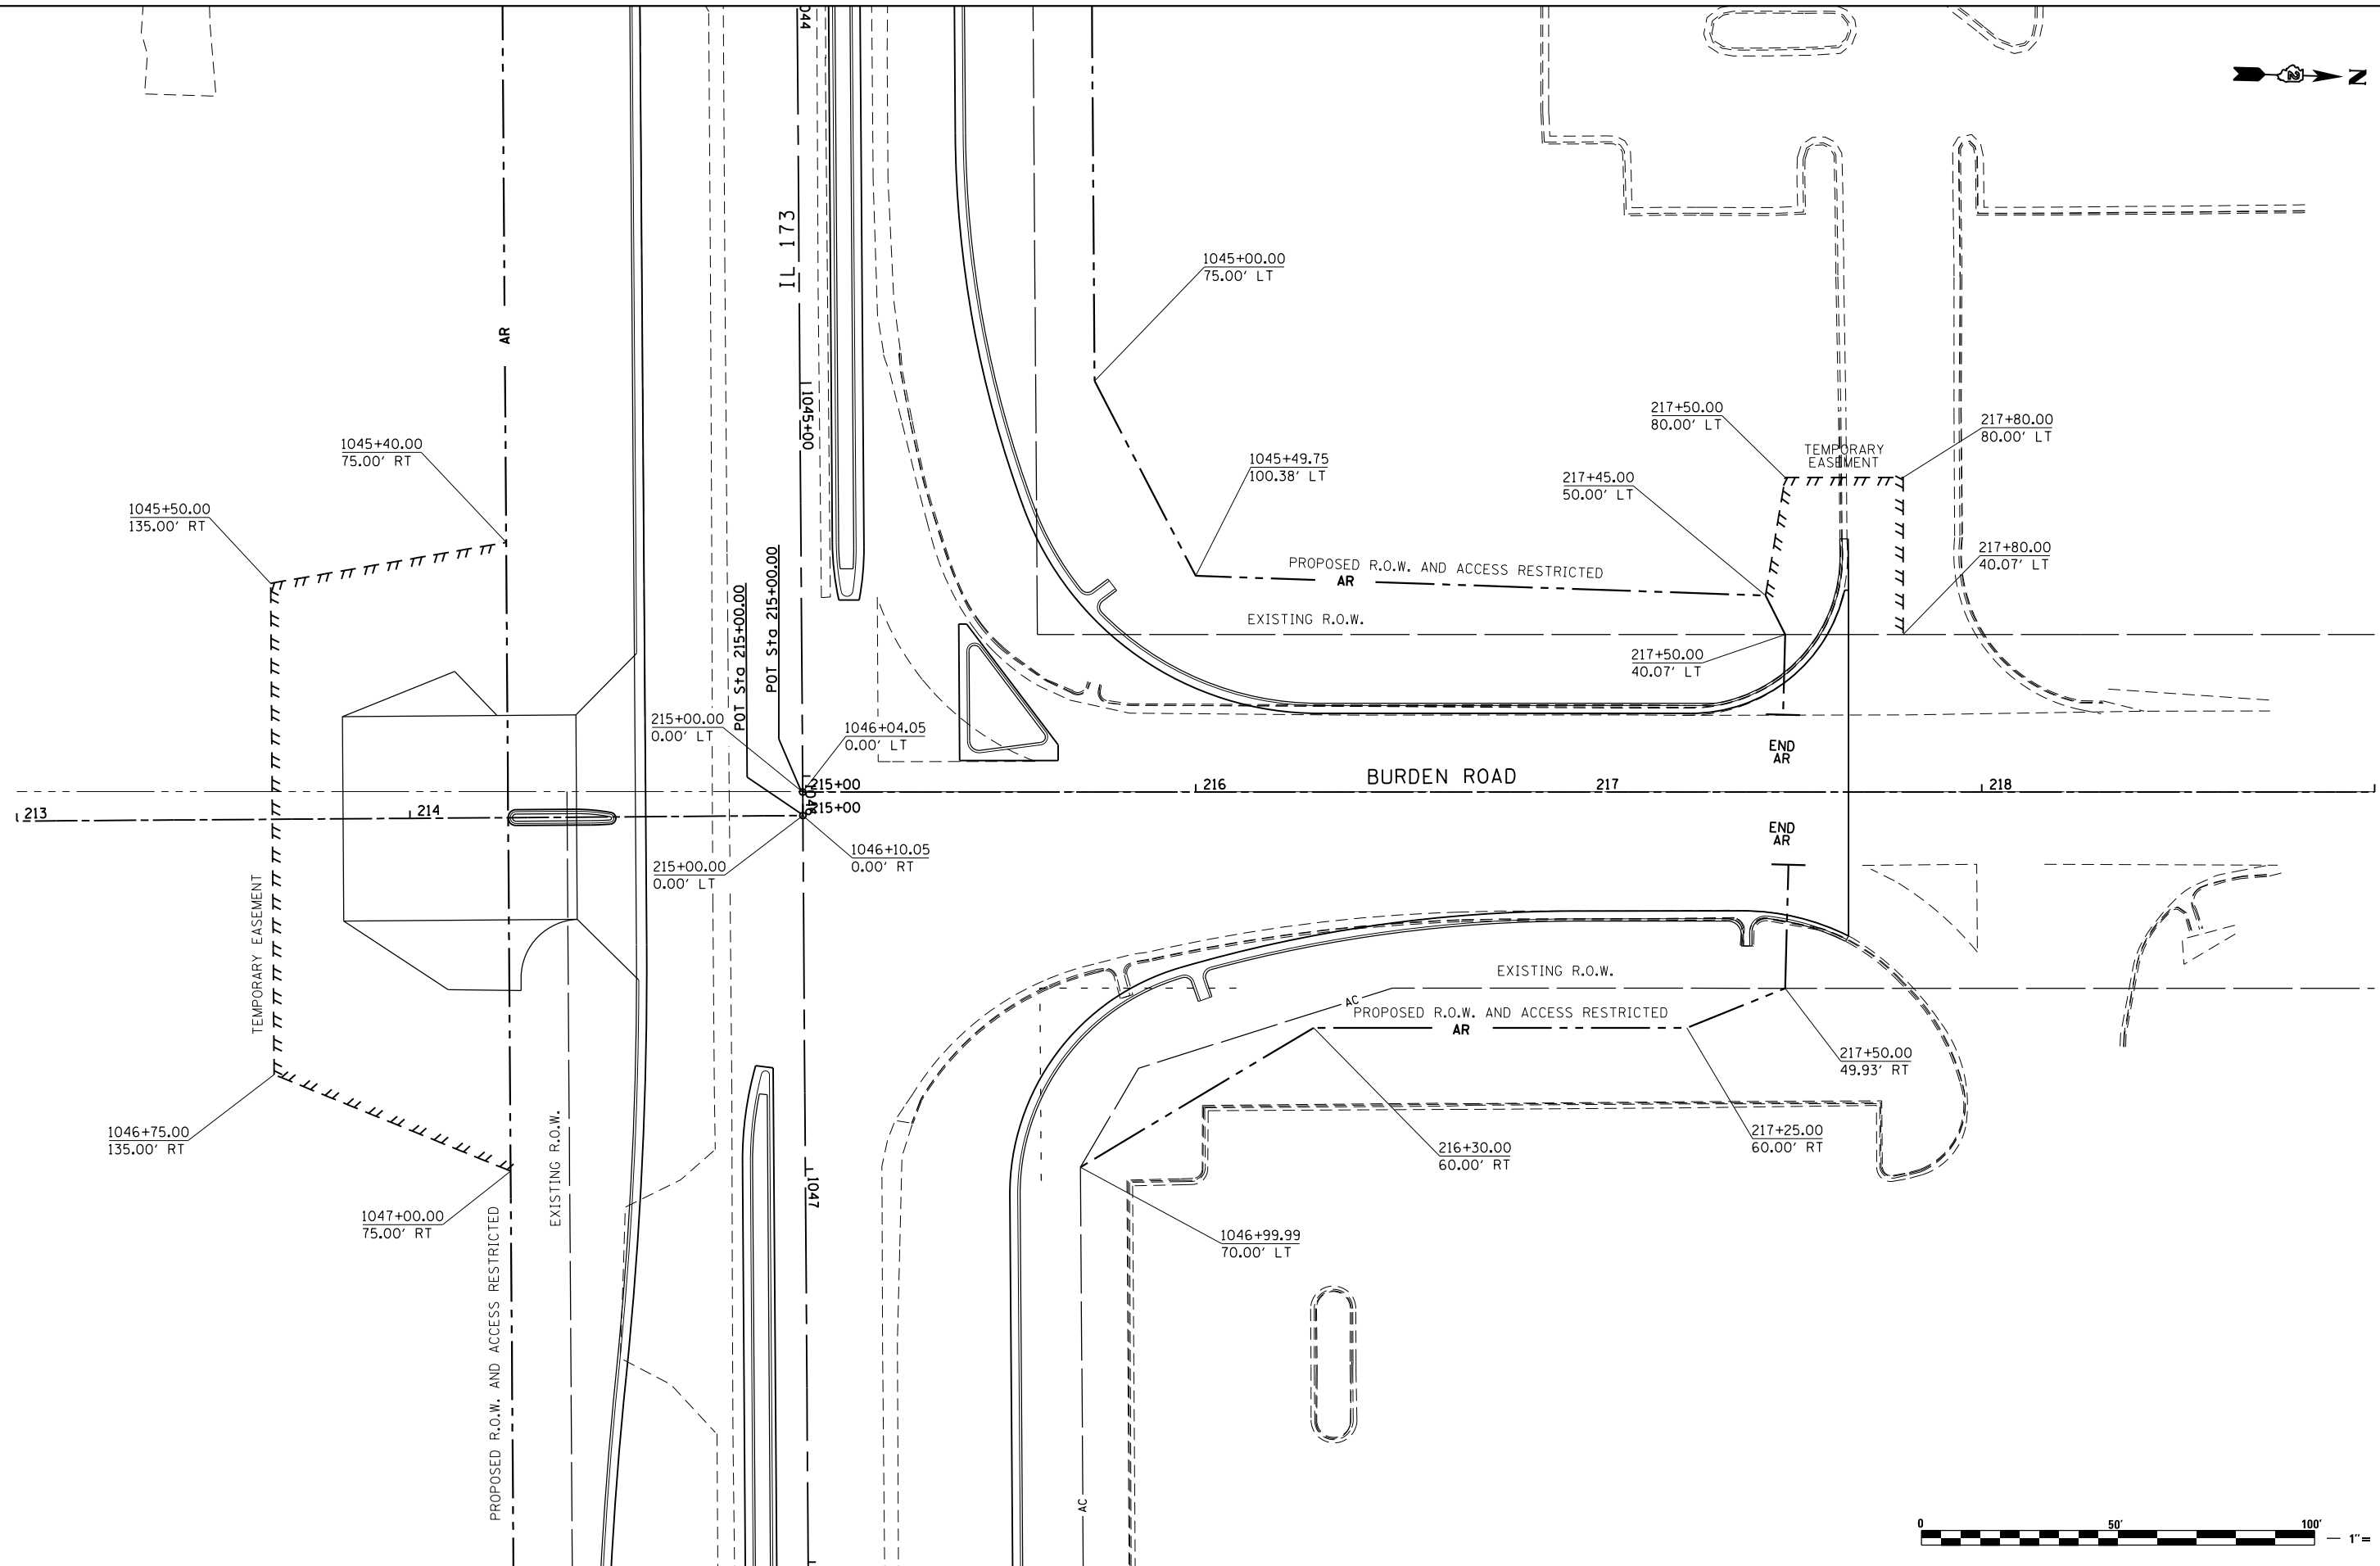 1044
N
IL 173
1045+00.00
75.00' LT
AR
1045+00
1045+40.00
75.00' RT
1045+50.00
135.00' RT
1045+49.75
100.38' LT
217+50.00
80.00' LT
TEMPORARY
EASEMENT
217+80.00
80.00' LT
217+45.00
50.00' LT
217+80.00
40.07' LT
PROPOSED R.O.W. AND ACCESS RESTRICTED
AR
EXISTING R.O.W.
217+50.00
40.07' LT
POT Sta 215+00.00
POT Sta 215+00.00
215+00.00
0.00' LT
1046+04.05
0.00' LT
END
AR
BURDEN ROAD
215+00
216
217
218
1046
213
214
215+00
215+00.00
0.00' LT
1046+10.05
0.00' RT
END
AR
TEMPORARY EASEMENT
EXISTING R.O.W.
AC
PROPOSED R.O.W. AND ACCESS RESTRICTED
AR
217+50.00
49.93' RT
1046+75.00
135.00' RT
217+25.00
60.00' RT
216+30.00
60.00' RT
1047
EXISTING R.O.W.
1047+00.00
75.00' RT
1046+99.99
70.00' LT
PROPOSED R.O.W. AND ACCESS RESTRICTED
AC
0
50'
100'
1"=